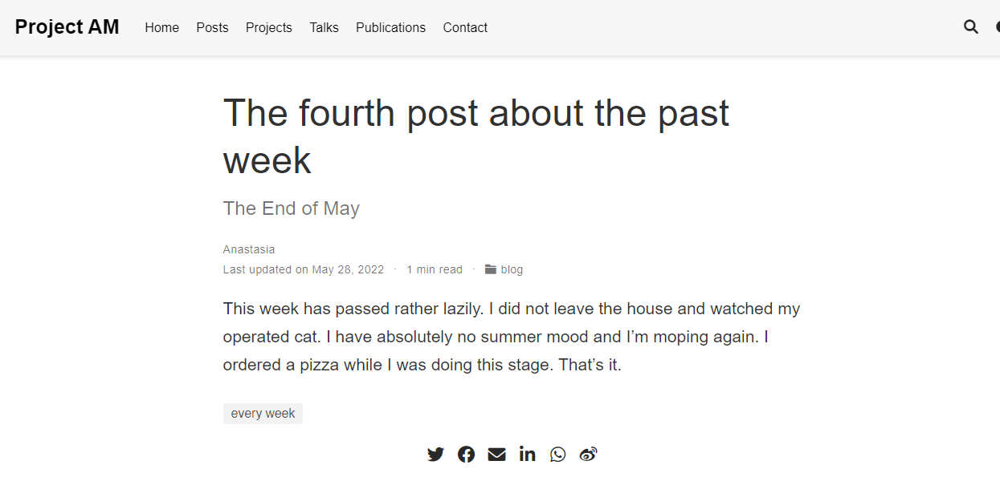 Project AM Home Posts Projects Talks Publications Contact
The fourth post about the past
week
The End of May
Anastasia
Last updated on May 28, 2022 · 1 min read · blog
This week has passed rather lazily. I did not leave the house and watched my
operated cat. I have absolutely no summer mood and I’m moping again. I
ordered a pizza while I was doing this stage. That’s it.
every week